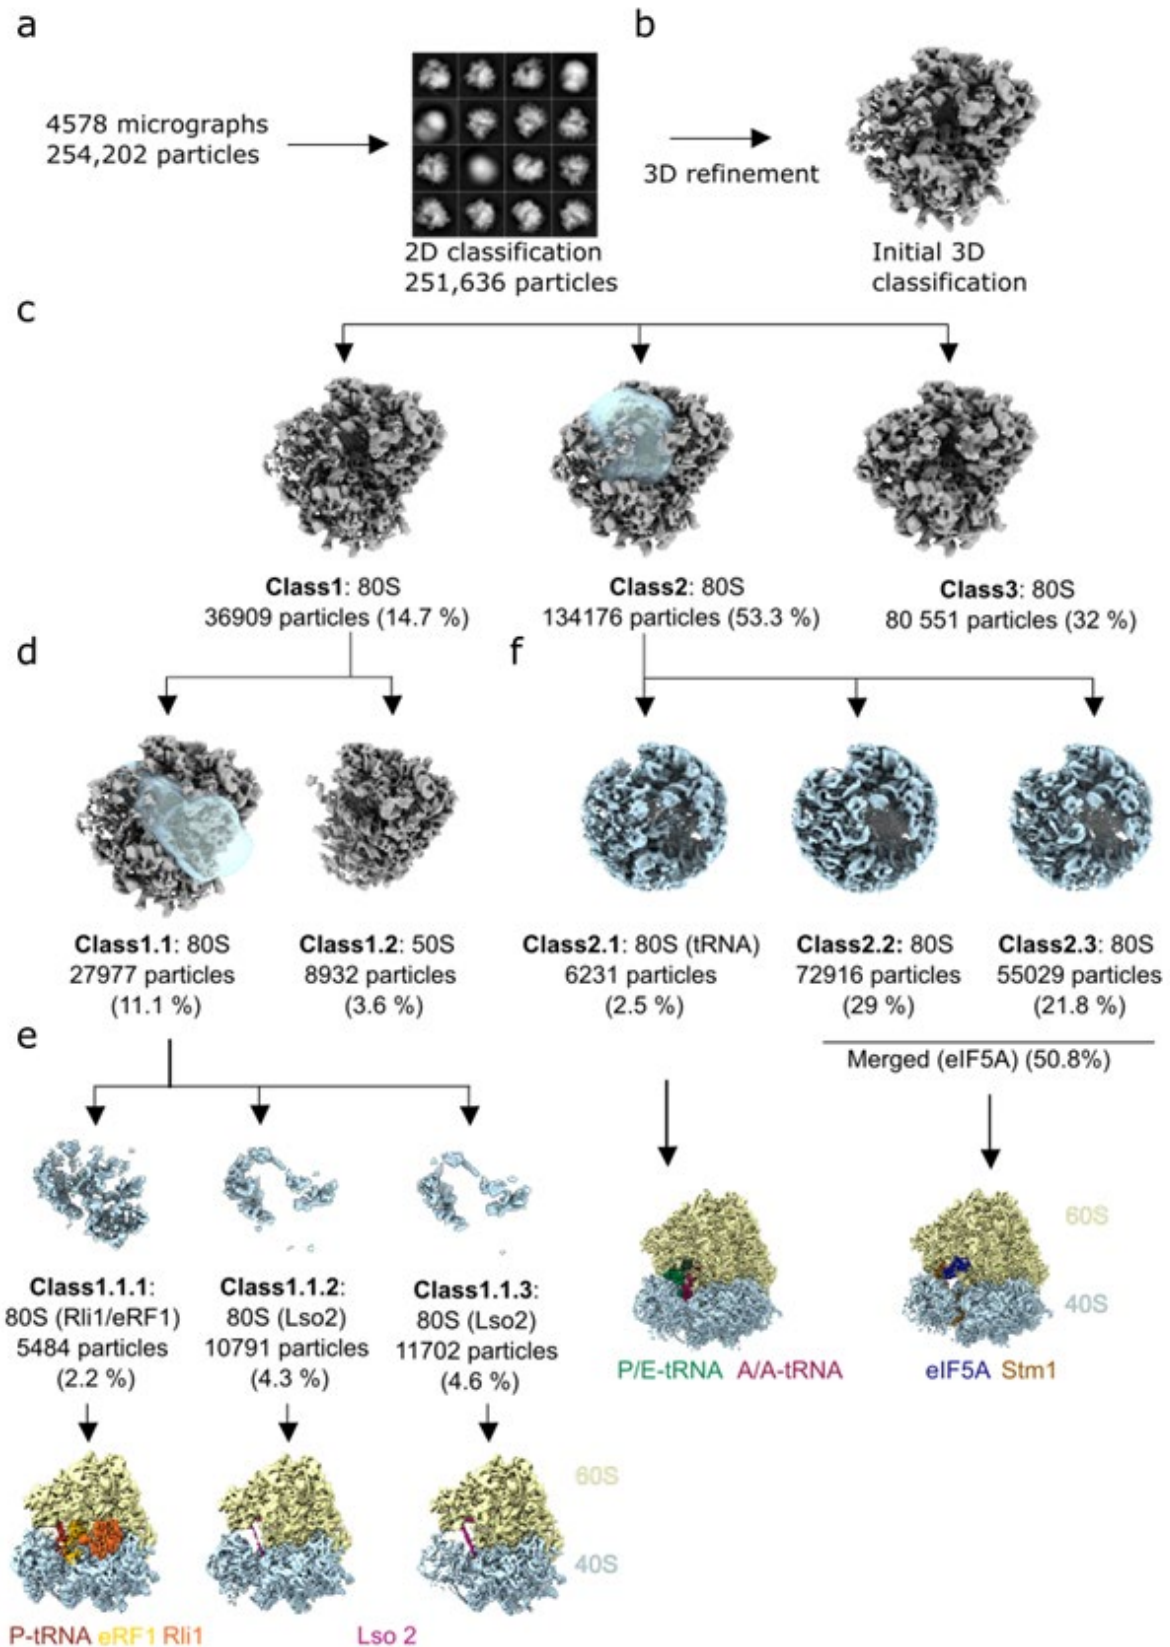 a
b
4578 micrographs
254,202 particles
2D classification
251,636 particles
3D refinement
Initial 3D
classification
c
Class1: 80S
36909 particles (14.7 %)
Class2: 80S
134176 particles (53.3 %)
Class3: 80S
80 551 particles (32 %)
d
f
Class1.1: 80S
27977 particles
(11.1 %)
Class1.2: 50S
8932 particles
(3.6 %)
Class2.1: 80S (tRNA)
6231 particles
(2.5 %)
Class2.2: 80S
72916 particles
(29 %)
Class2.3: 80S
55029 particles
(21.8 %)
Merged (eIF5A) (50.8%)
e
Class1.1.1:
80S (Rli1/eRF1)
5484 particles
(2.2 %)
Class1.1.2:
80S (Lso2)
10791 particles
(4.3 %)
Class1.1.3:
80S (Lso2)
11702 particles
(4.6 %)
60S
40S
P/E-tRNA A/A-tRNA
eIF5A Stm1
60S
40S
P-tRNA eRF1 Rli1
Lso 2